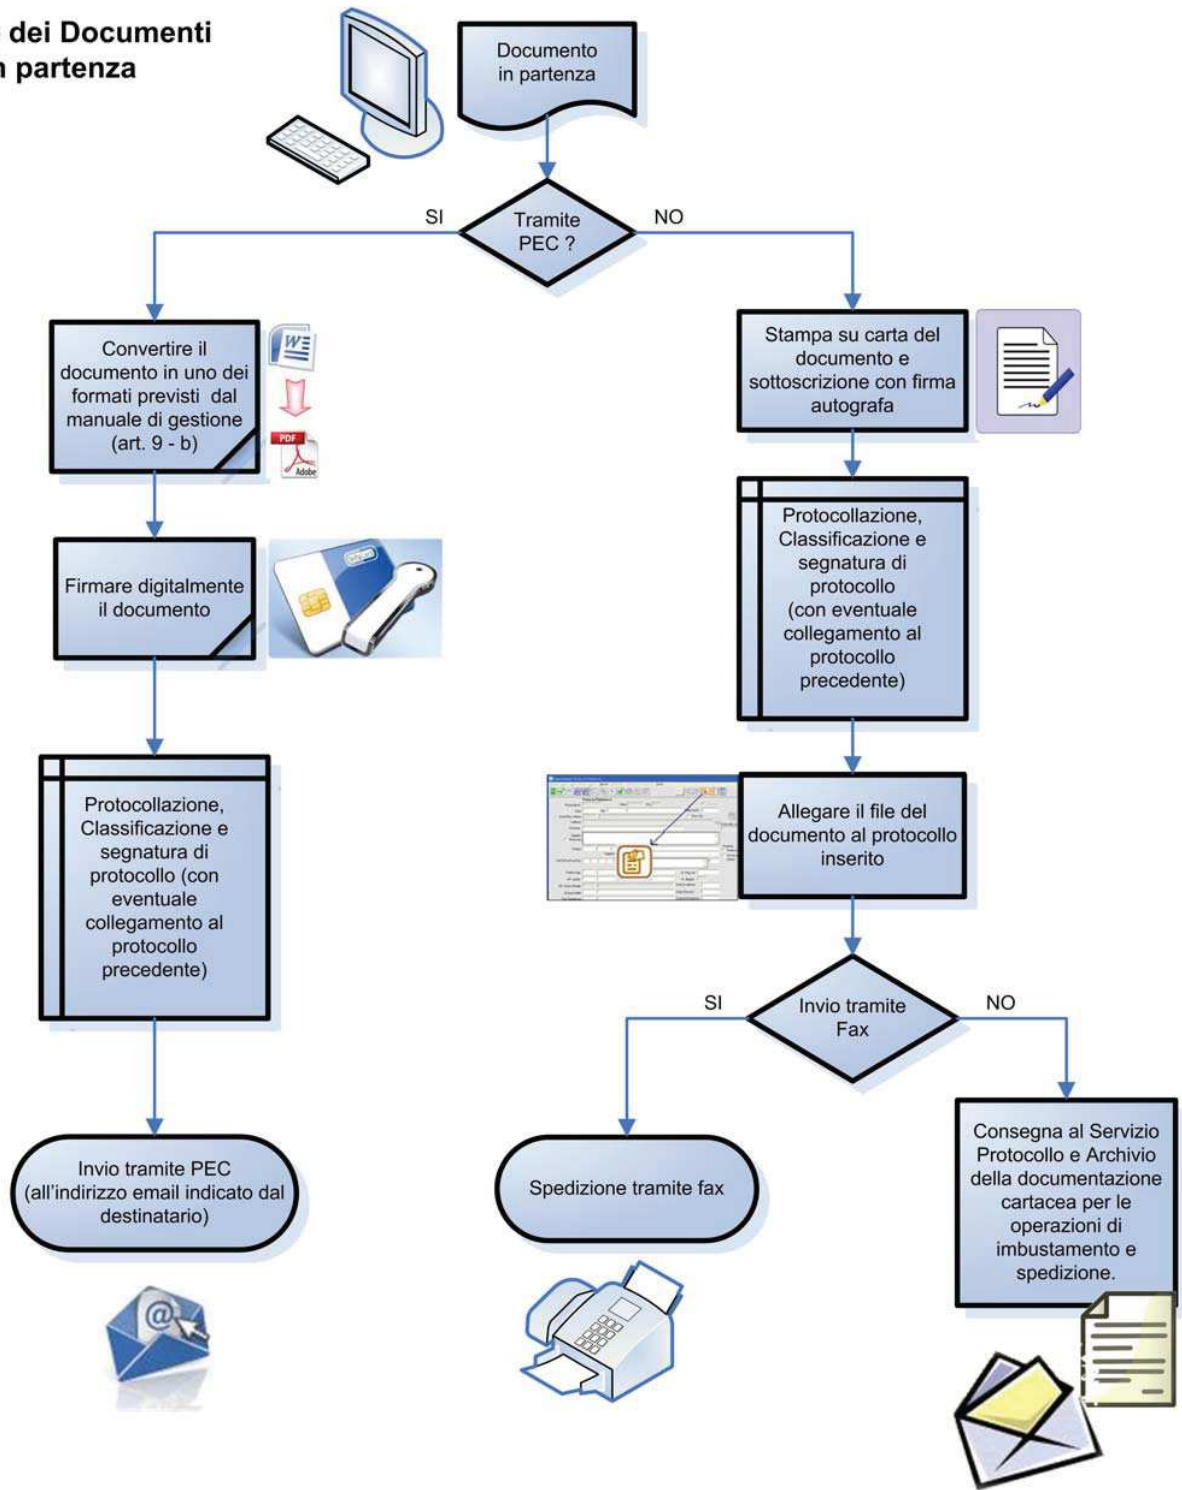 dei Documenti
partenza
Documento
in partenza
Tramite
PEC ?
SI
NO
Convertire il
documento in uno dei
formati previsti dal
manuale di gestione
(art. 9 - b)
W
PDF
Adobe
Firmare digitalmente
il documento
Protocollazione,
Classificazione e
segnatura di
protocollo (con
eventuale
collegamento al
protocollo
precedente)
Invio tramite PEC
(all'indirizzo email indicato dal
destinatario)
@
Stampa su carta del
documento e
sottoscrizione con firma
autografa
Protocollazione,
Classificazione e
segnatura di
protocollo
(con eventuale
collegamento al
protocollo
precedente)
Allegare il file del
documento al protocollo
inserito
Invio tramite
Fax
SI
NO
Spedizione tramite fax
Consegna al Servizio
Protocollo e Archivio
della documentazione
cartacea per le
operazioni di
imbustamento e
spedizione.